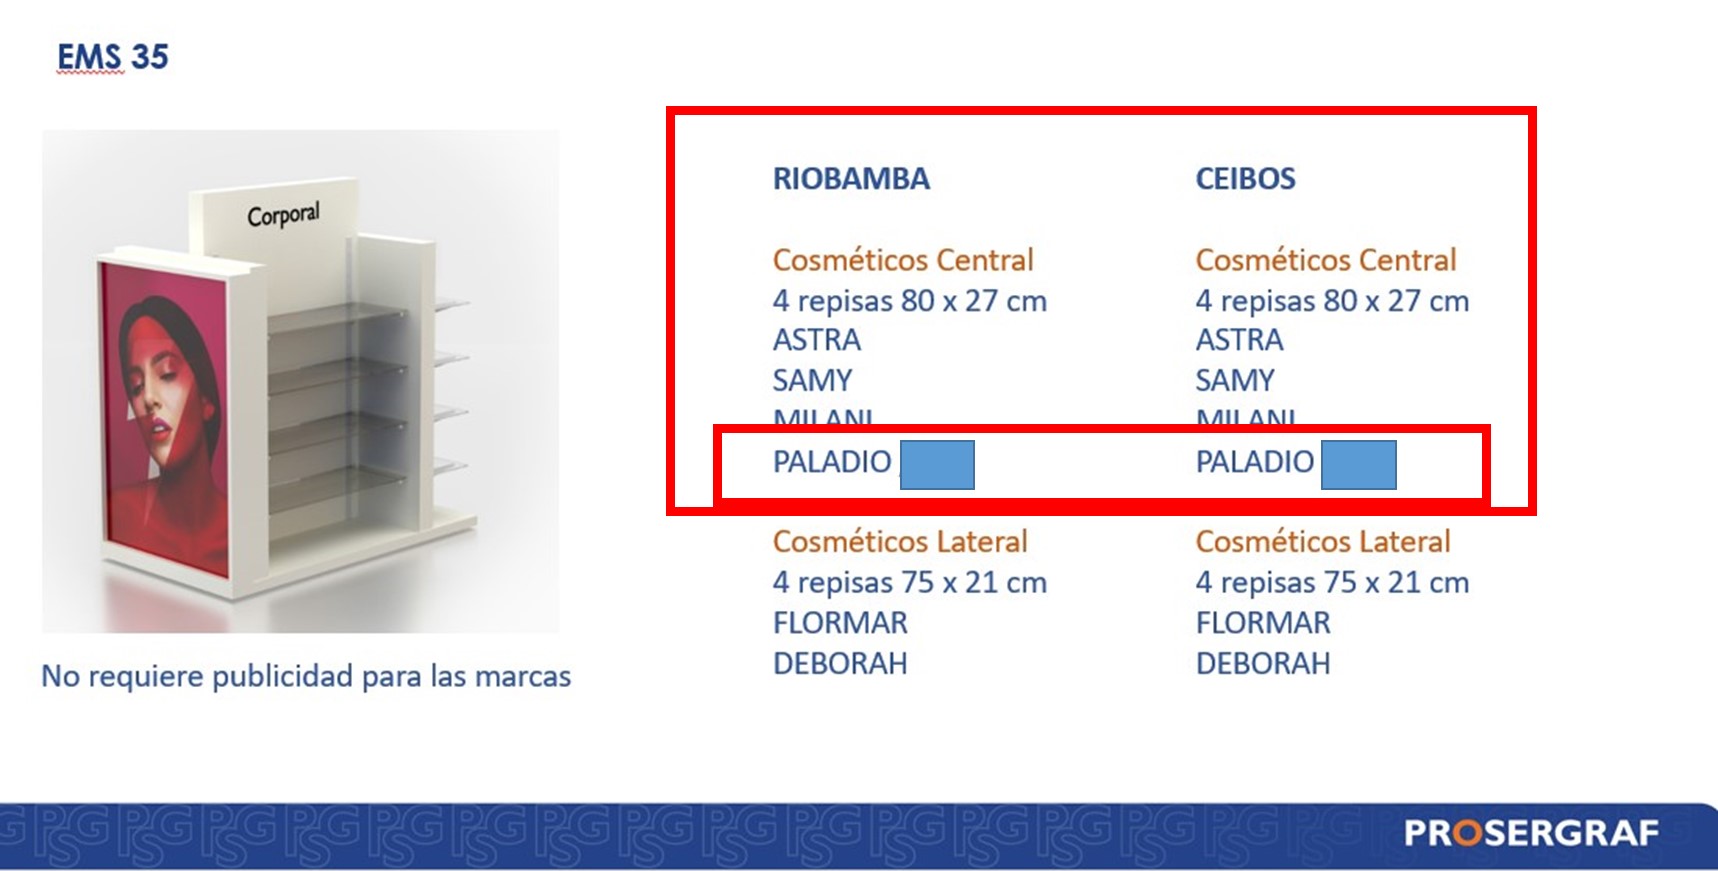 EMS 35
Corporal
No requiere publicidad para las marcas
RIOBAMBA
Cosméticos Central
4 repisas 80 x 27 cm
ASTRA
SAMY
MILANI
PALADIO
Cosméticos Lateral
4 repisas 75 x 21 cm
FLORMAR
DEBORAH
CEIBOS
Cosméticos Central
4 repisas 80 x 27 cm
ASTRA
SAMY
MILANI
PALADIO
Cosméticos Lateral
4 repisas 75 x 21 cm
FLORMAR
DEBORAH
PROSERGRAF